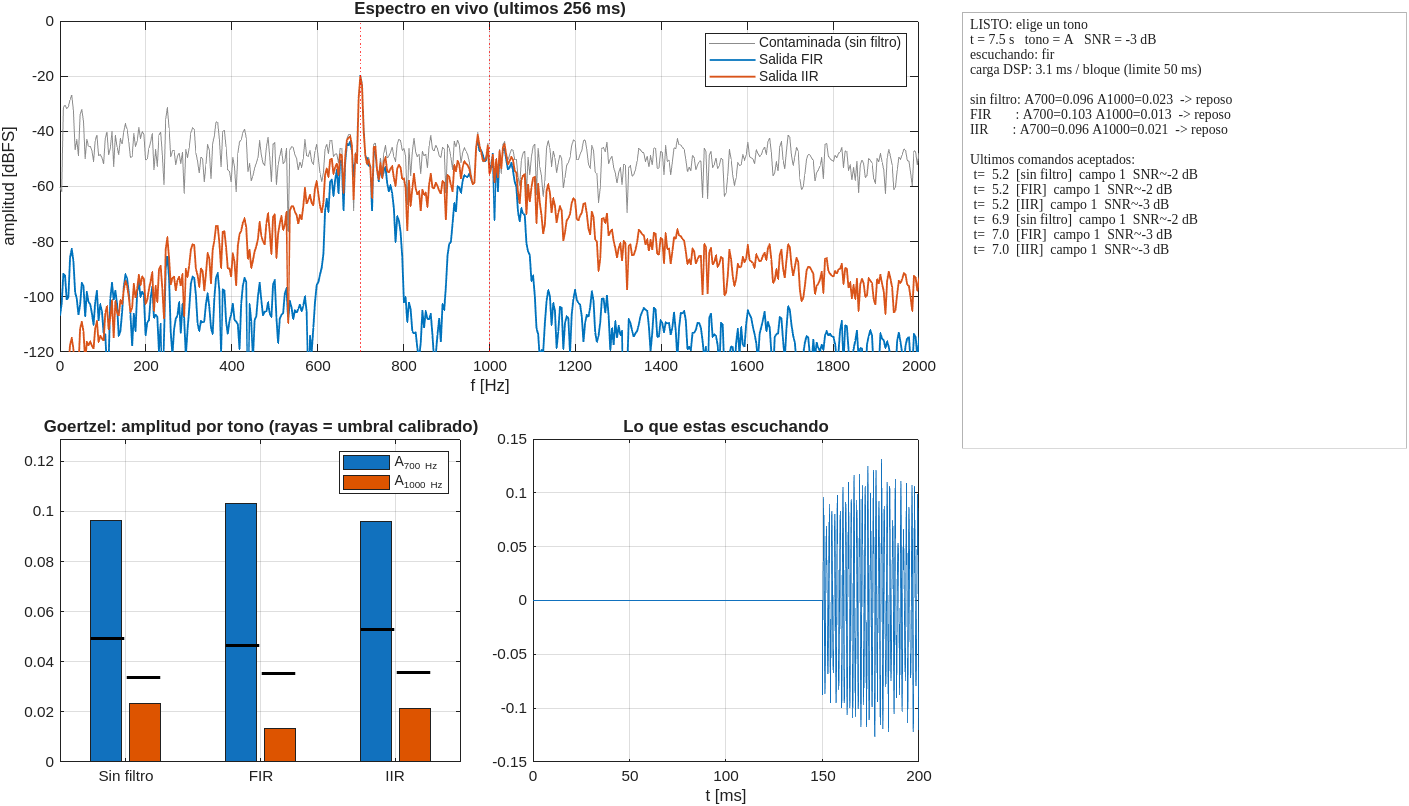 Espectro en vivo (ultimos 256 ms)
0
-20
-40
-60
-80
-100
-120
amplitud [dBFS]
Contaminada (sin filtro)
Salida FIR
Salida IIR
0
200
400
600
800
1000
1200
1400
1600
1800
2000
f [Hz]
LISTO: elige un tono
t = 7.5 s   tono = A   SNR = -3 dB
escuchando: fir
carga DSP: 3.1 ms / bloque (limite 50 ms)
sin filtro: A700=0.096 A1000=0.023  -> reposo
FIR       : A700=0.103 A1000=0.013  -> reposo
IIR       : A700=0.096 A1000=0.021  -> reposo
Ultimos comandos aceptados:
t=  5.2  [sin filtro]  campo 1  SNR~-2 dB
t=  5.2  [FIR]  campo 1  SNR~-2 dB
t=  5.2  [IIR]  campo 1  SNR~-3 dB
t=  6.9  [sin filtro]  campo 1  SNR~-2 dB
t=  7.0  [FIR]  campo 1  SNR~-3 dB
t=  7.0  [IIR]  campo 1  SNR~-3 dB
Goertzel: amplitud por tono (rayas = umbral calibrado)
0.12
0.1
0.08
0.06
0.04
0.02
0
A700 Hz
A1000 Hz
Sin filtro
FIR
IIR
Lo que estas escuchando
0.15
0.1
0.05
0
-0.05
-0.1
-0.15
0
50
100
150
200
t [ms]